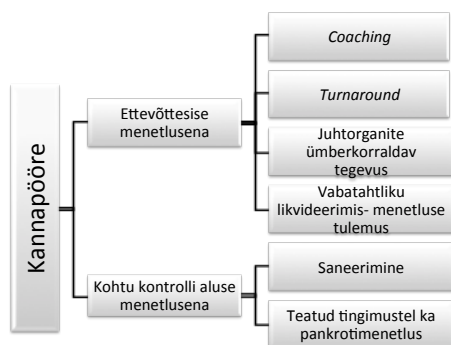 Kannapööre
Ettevõttesise
menetlusena
Coaching
Turnaround
Juhtorganite
ümberkorraldav
tegevus
Vabatahtliku
likvideerimis- menetluse
tulemus
Kohtu kontrolli aluse
menetlusena
Saneerimine
Teatud tingimustel ka
pankrotimenetlus